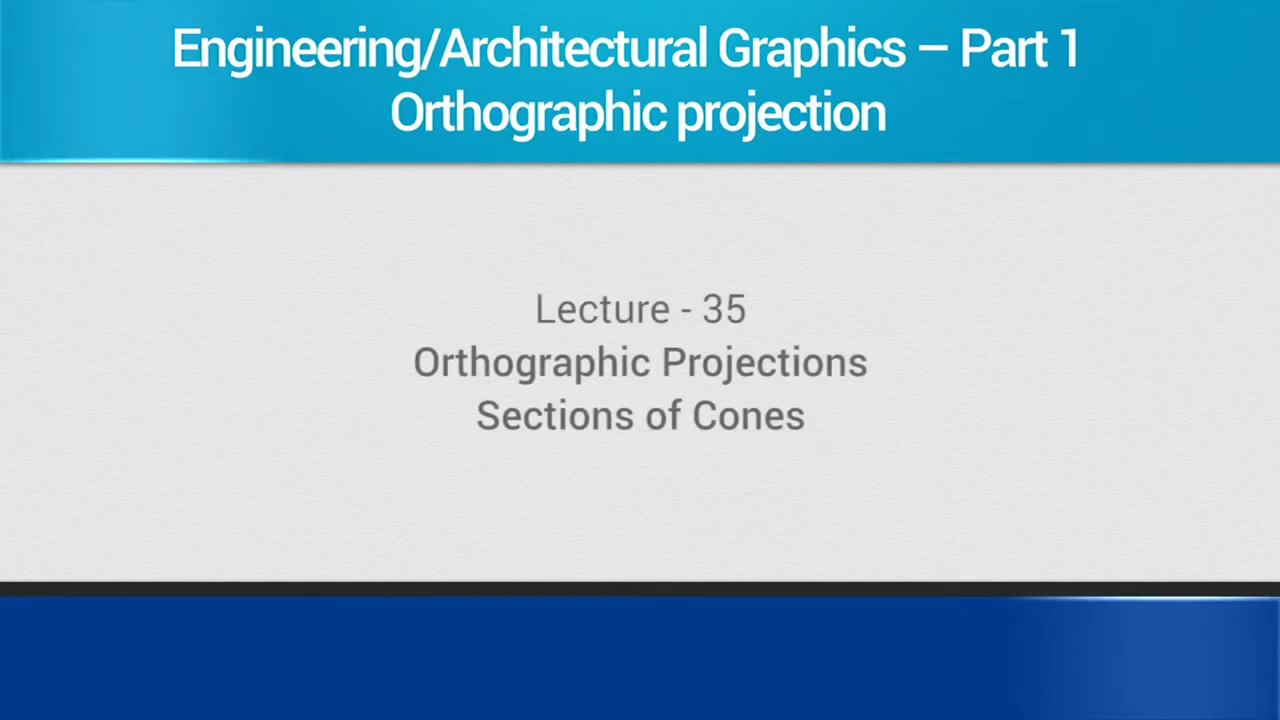 Engineering/Architectural Graphics – Part 1
Orthographic projection
Lecture - 35
Orthographic Projections
Sections of Cones